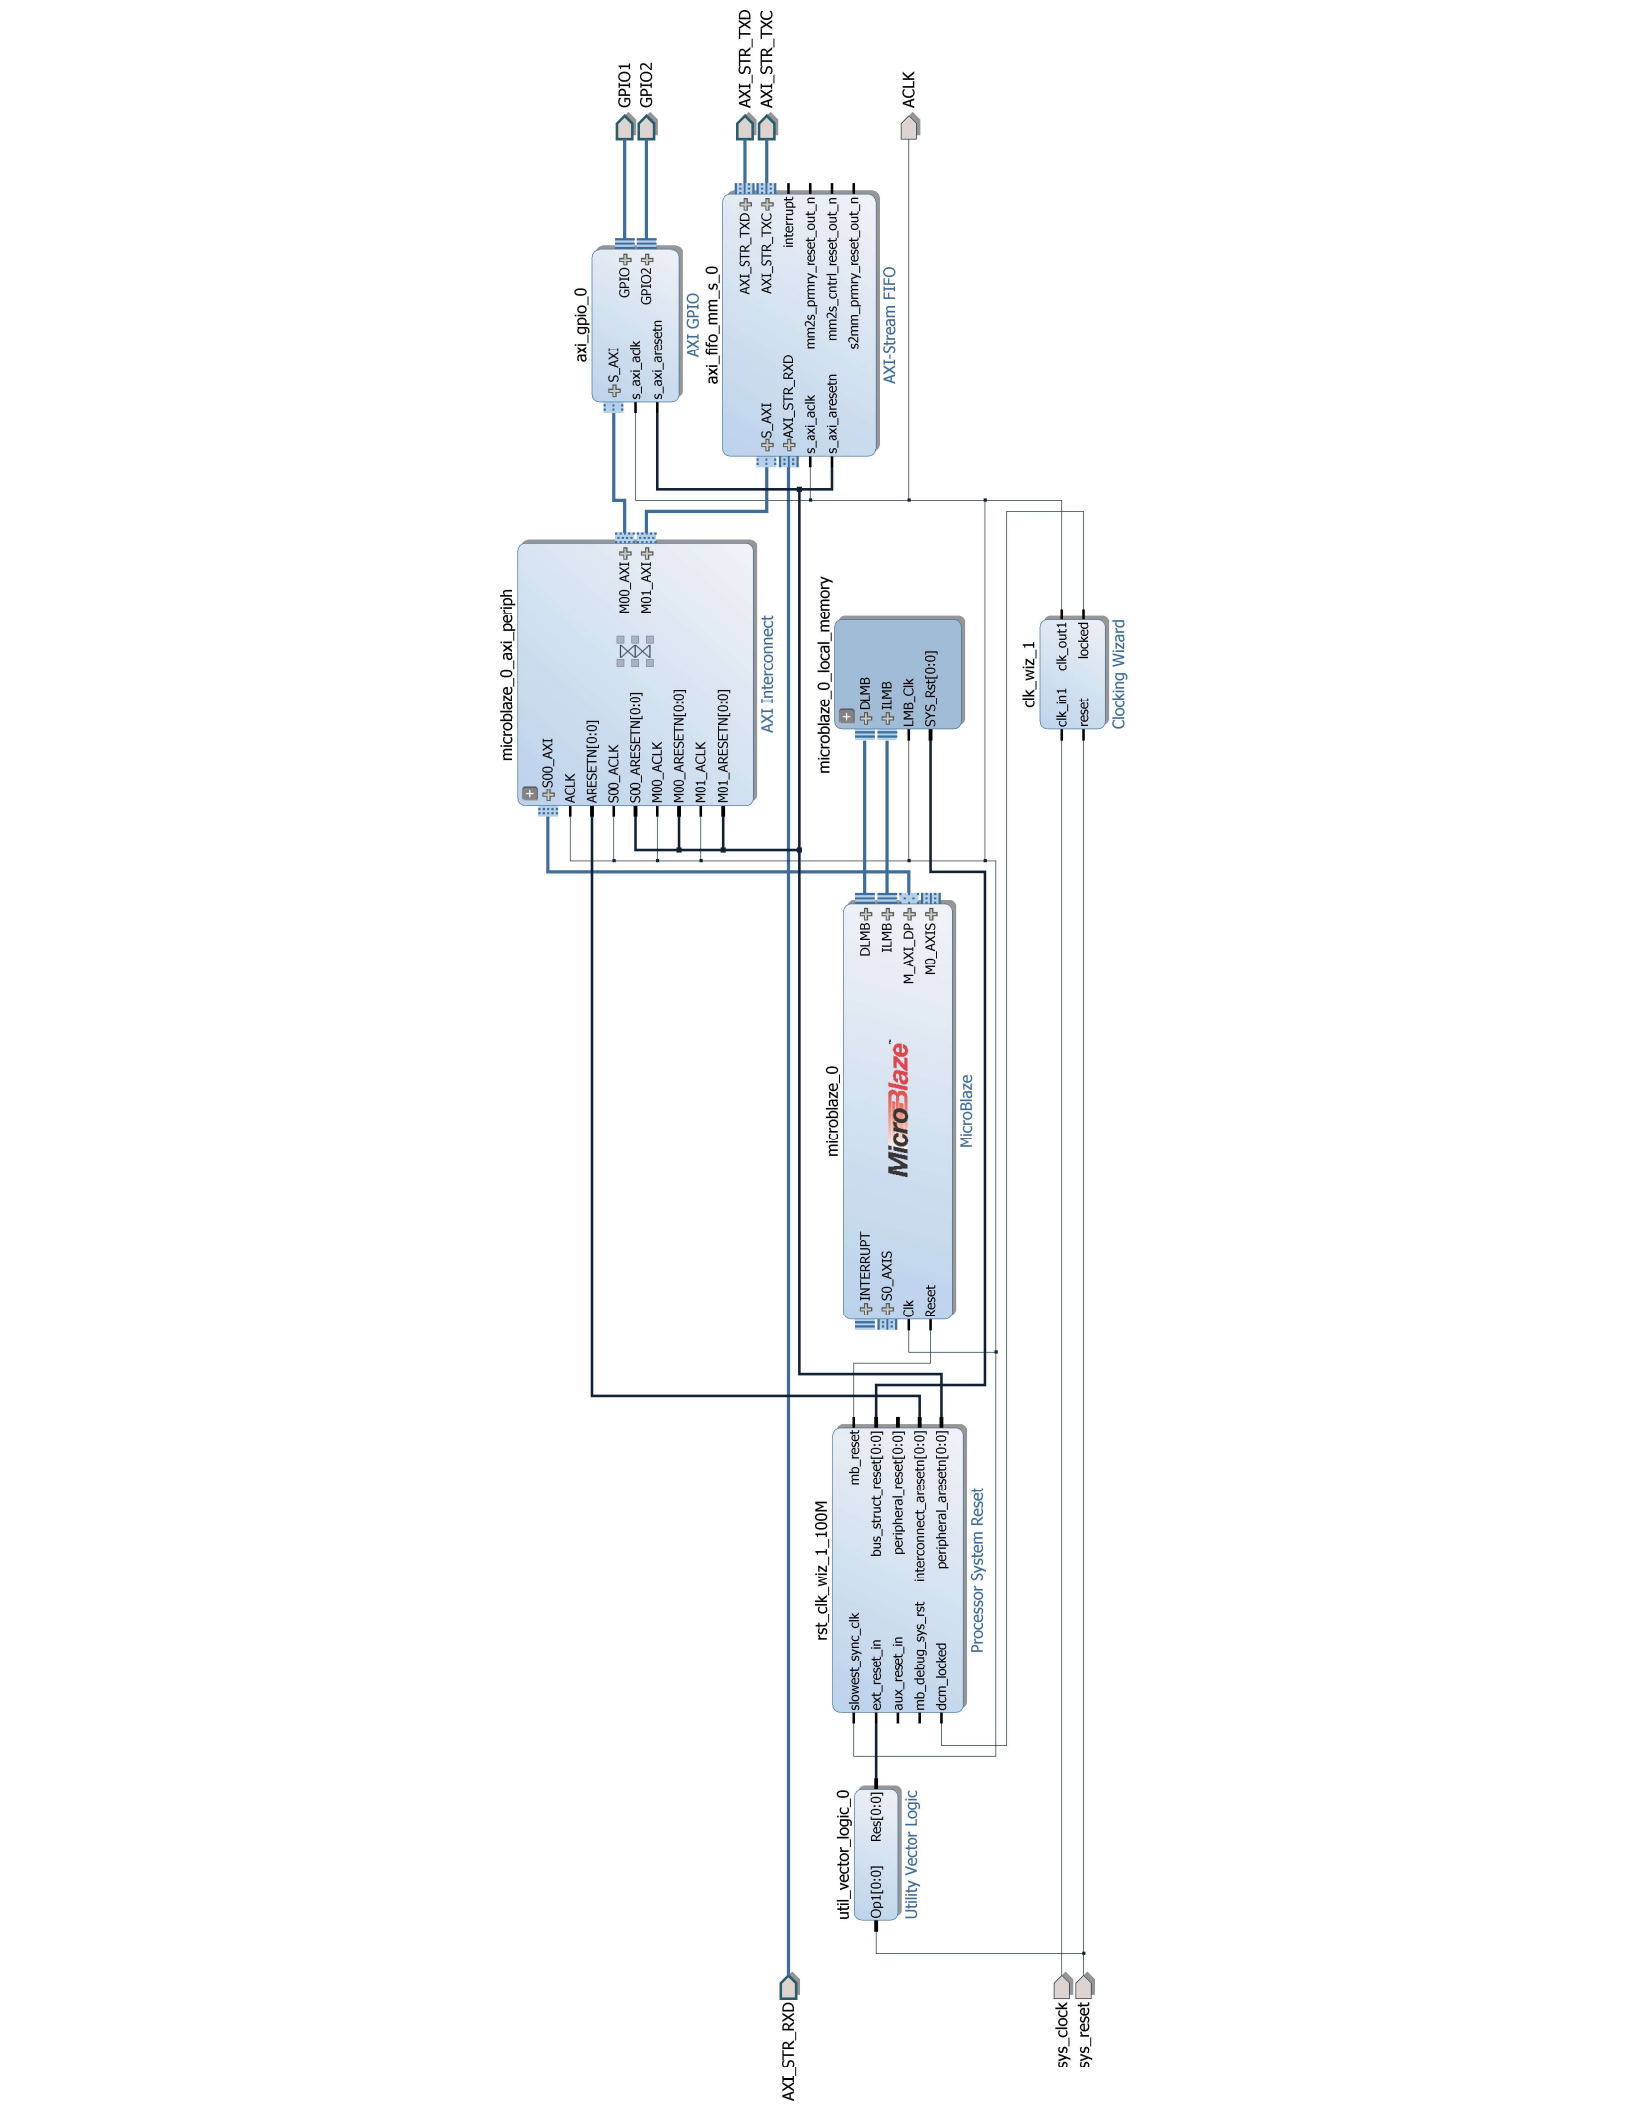 AXI_STR_RXD
sys_clock
sys_reset
util_vector_logic_0
Op1[0:0]
Res[0:0]
Utility Vector Logic
rst_clk_wiz_1_100M
slowest_sync_clk
ext_reset_in
aux_reset_in
mb_debug_sys_rst
dcm_locked
mb_reset
bus_struct_reset[0:0]
peripheral_reset[0:0]
interconnect_aresetn[0:0]
peripheral_aresetn[0:0]
Processor System Reset
microblaze_0
INTERRUPT
S0_AXIS
Clk
Reset
MicroBlaze™
DLMB
ILMB
M_AXI_DP
M0_AXIS
MicroBlaze
microblaze_0_axi_periph
S00_AXI
ACLK
ARESETN[0:0]
S00_ACLK
S00_ARESETN[0:0]
M00_ACLK
M00_ARESETN[0:0]
M01_ACLK
M01_ARESETN[0:0]
M00_AXI
M01_AXI
AXI Interconnect
microblaze_0_local_memory
DLMB
ILMB
LMB_Clk
SYS_Rst[0:0]
clk_wiz_1
clk_in1
reset
clk_out1
locked
Clocking Wizard
axi_gpio_0
S_AXI
s_axi_aclk
s_axi_aresetn
GPIO
GPIO2
AXI GPIO
axi_fifo_mm_s_0
S_AXI
AXI_STR_RXD
s_axi_aclk
s_axi_aresetn
AXI_STR_TXD
AXI_STR_TXC
interrupt
mm2s_prmry_reset_out_n
mm2s_cntrl_reset_out_n
s2mm_prmry_reset_out_n
AXI-Stream FIFO
GPIO1
GPIO2
AXI_STR_TXD
AXI_STR_TXC
ACLK